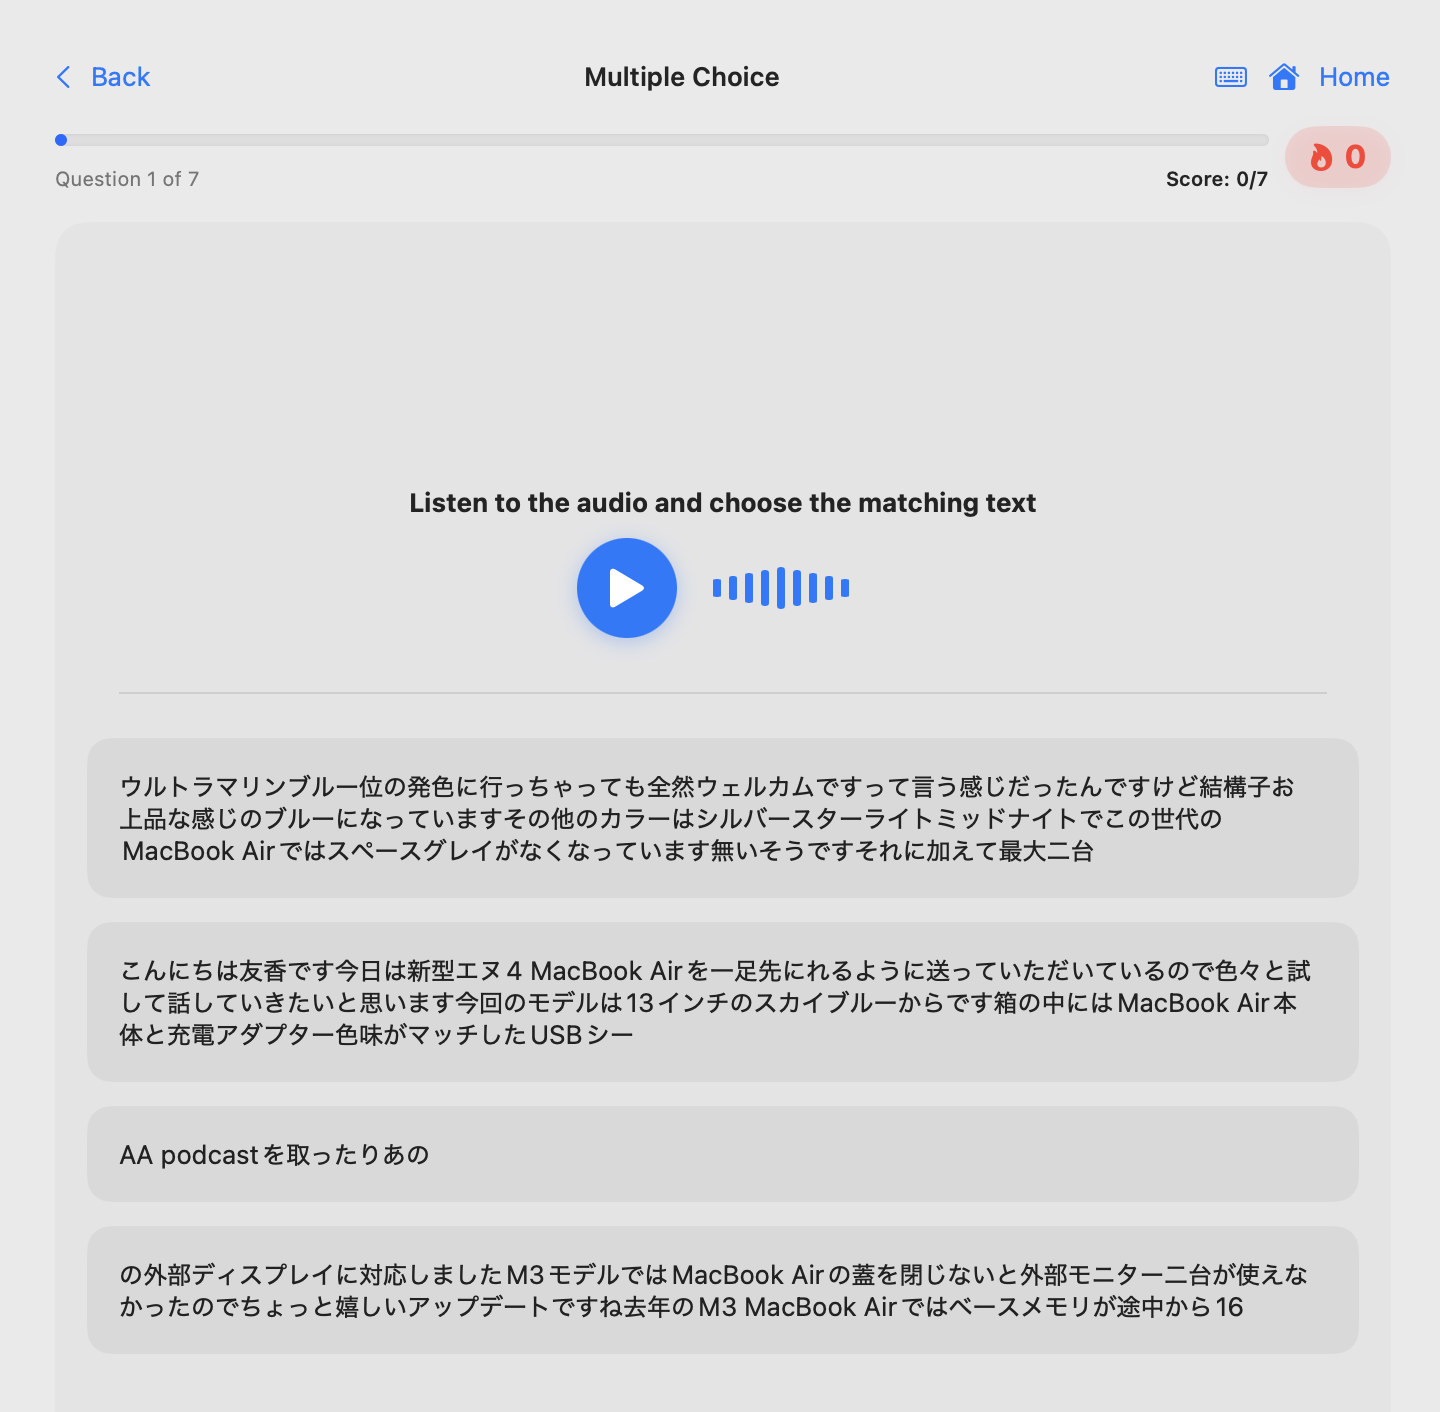 Back
Multiple Choice
Home
Question 1 of 7
Score: 0/7
0
Listen to the audio and choose the matching text
ウルトラマリンブルー位の発色に行っちゃっても全然ウェルカムですって言う感じだったんですけど結構子お
上品な感じのブルーになっていますその他のカラーはシルバースターライトミッドナイトでこの世代の
MacBook Airではスペースグレイがなくなっています無いそうですそれに加えて最大二台
こんにちは友香です今日は新型エヌ4 MacBook Airを一足先にれるように送っていただいているので色々と試
して話していきたいと思います今回のモデルは13インチのスカイブルーからです箱の中にはMacBook Air本
体と充電アダプター色味がマッチしたUSBシー
AA podcastを取ったりあの
の外部ディスプレイに対応しましたM3モデルではMacBook Airの蓋を閉じないと外部モニター二台が使えな
かったのでちょっと嬉しいアップデートですね去年のM3 MacBook Airではベースメモリが途中から16